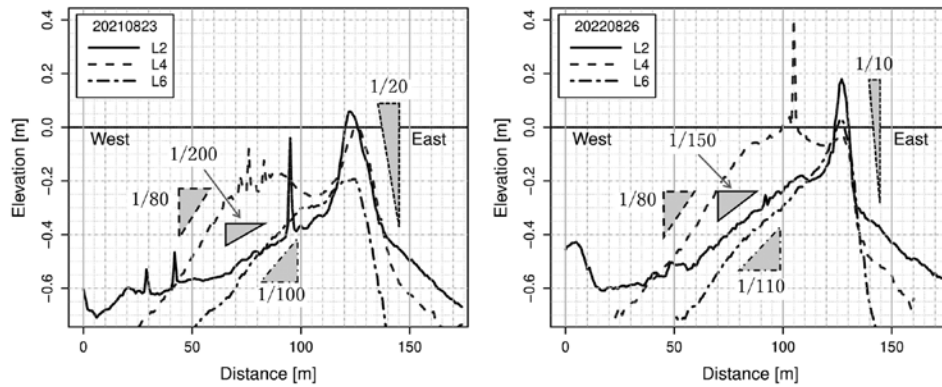 20210823
L2
L4
L6
1/20
West
East
1/200
1/80
1/100
0.4
0.2
0.0
-0.2
-0.4
-0.6
Elevation [m]
0
50
100
150
Distance [m]
20220826
L2
L4
L6
1/10
West
East
1/150
1/80
1/110
0.4
0.2
0.0
-0.2
-0.4
-0.6
Elevation [m]
0
50
100
150
Distance [m]